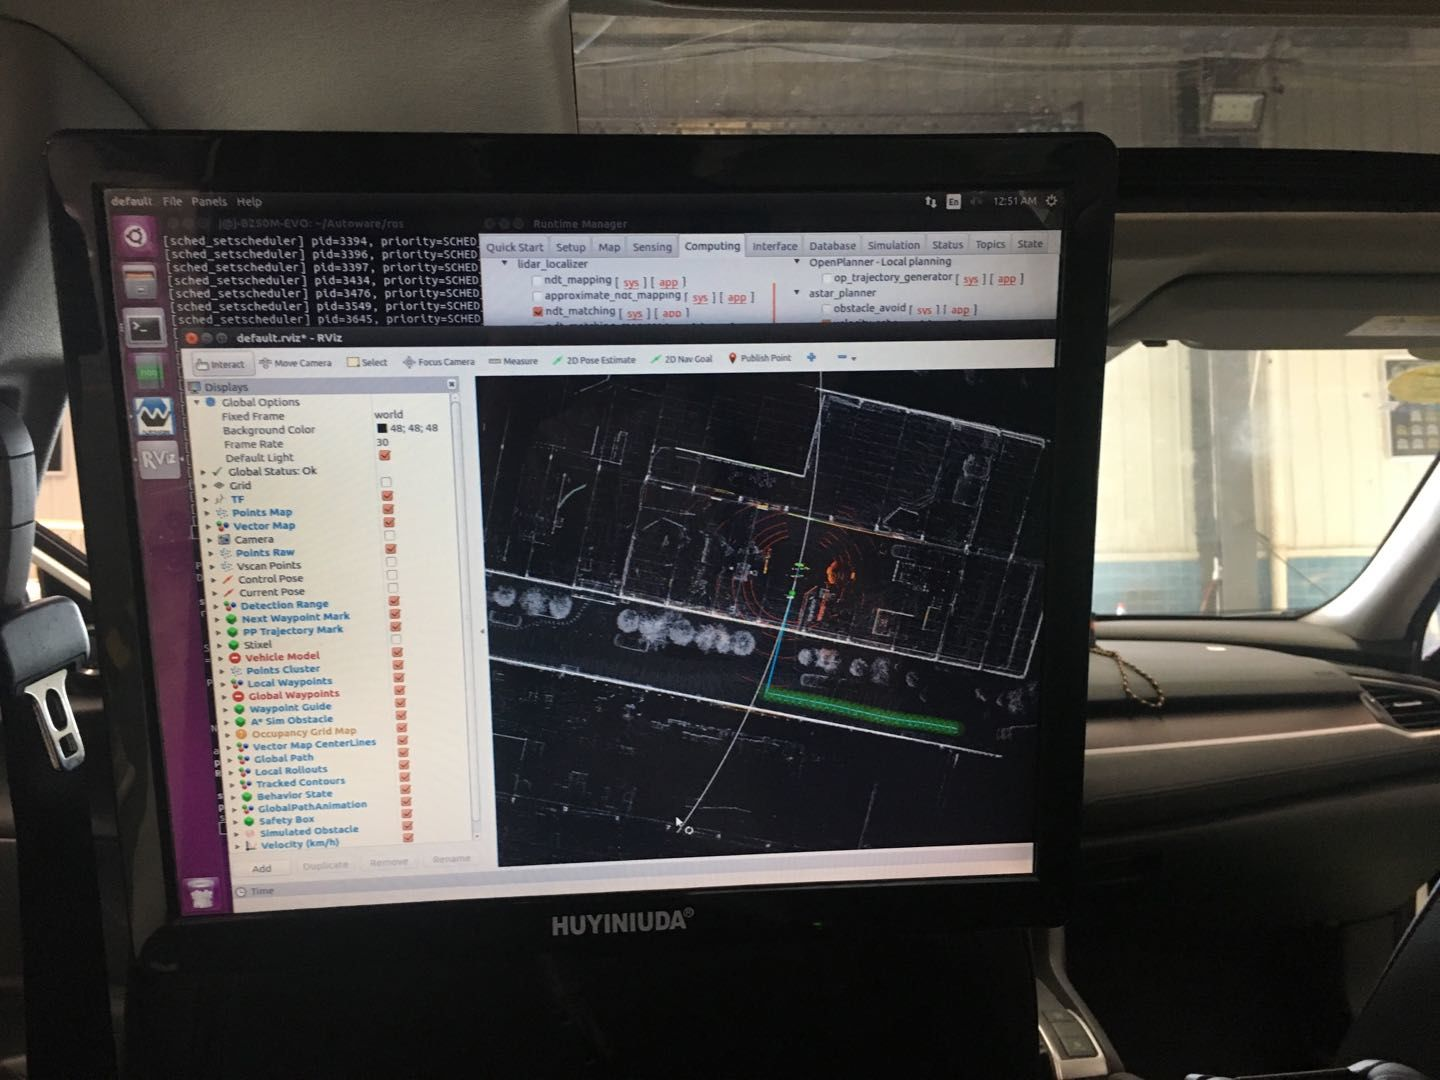 default File Panels Help
En 12:51 AM
j@j-B250M-EVO: ~/Autoware/ros
Runtime Manager
[sched_setscheduler] pid=3394, priority=SCHED
[sched_setscheduler] pid=3396, priority=SCHED
[sched_setscheduler] pid=3397, priority=SCHED
[sched_setscheduler] pid=3434, priority=SCHED
[sched_setscheduler] pid=3476, priority=SCHED
[sched_setscheduler] pid=3549, priority=SCHED
[sched_setscheduler] pid=3645, priority=SCHED
Quick Start Setup Map Sensing Computing Interface Database Simulation Status Topics State
lidar_localizer
ndt_mapping [ sys ] [ app ]
approximate_ndt_mapping [ sys ] [ app ]
ndt_matching [ sys ] [ app ]
OpenPlanner - Local planning
op_trajectory_generator [ sys ] [ app ]
astar_planner
obstacle_avoid [ sys ] [ app ]
default.rviz* - RViz
Interact Move Camera Select Focus Camera Measure 2D Pose Estimate 2D Nav Goal Publish Point
RViz
Displays
Global Options
Fixed Frame world
Background Color 48; 48; 48
Frame Rate 30
Default Light
Global Status: Ok
Grid
TF
Points Map
Vector Map
Camera
Points Raw
Vscan Points
Control Pose
Current Pose
Detection Range
Next Waypoint Mark
PP Trajectory Mark
Stixel
Vehicle Model
Points Cluster
Local Waypoints
Global Waypoints
Waypoint Guide
A* Sim Obstacle
Occupancy Grid Map
Vector Map CenterLines
Global Path
Local Rollouts
Tracked Contours
Behavior State
GlobalPathAnimation
Safety Box
Simulated Obstacle
Velocity (km/h)
Add Duplicate Remove Rename
Time
HUYINIUDA®